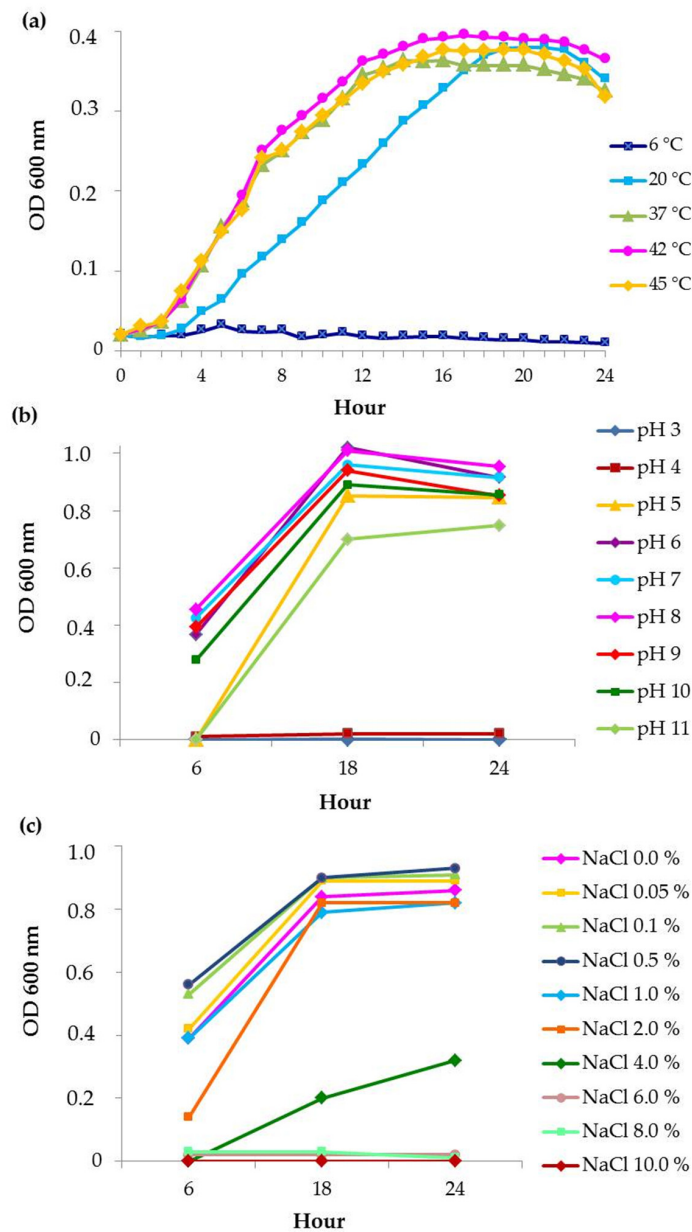 (a)
0.4
0.3
0.2
0.1
0
OD 600 nm
0 4 8 12 16 20 24
Hour
6 °C
20 °C
37 °C
42 °C
45 °C
(b)
1.0
0.8
0.6
0.4
0.2
0
OD 600 nm
6 18 24
Hour
pH 3
pH 4
pH 5
pH 6
pH 7
pH 8
pH 9
pH 10
pH 11
(c)
1.0
0.8
0.6
0.4
0.2
0
OD 600 nm
6 18 24
Hour
NaCl 0.0 %
NaCl 0.05 %
NaCl 0.1 %
NaCl 0.5 %
NaCl 1.0 %
NaCl 2.0 %
NaCl 4.0 %
NaCl 6.0 %
NaCl 8.0 %
NaCl 10.0 %